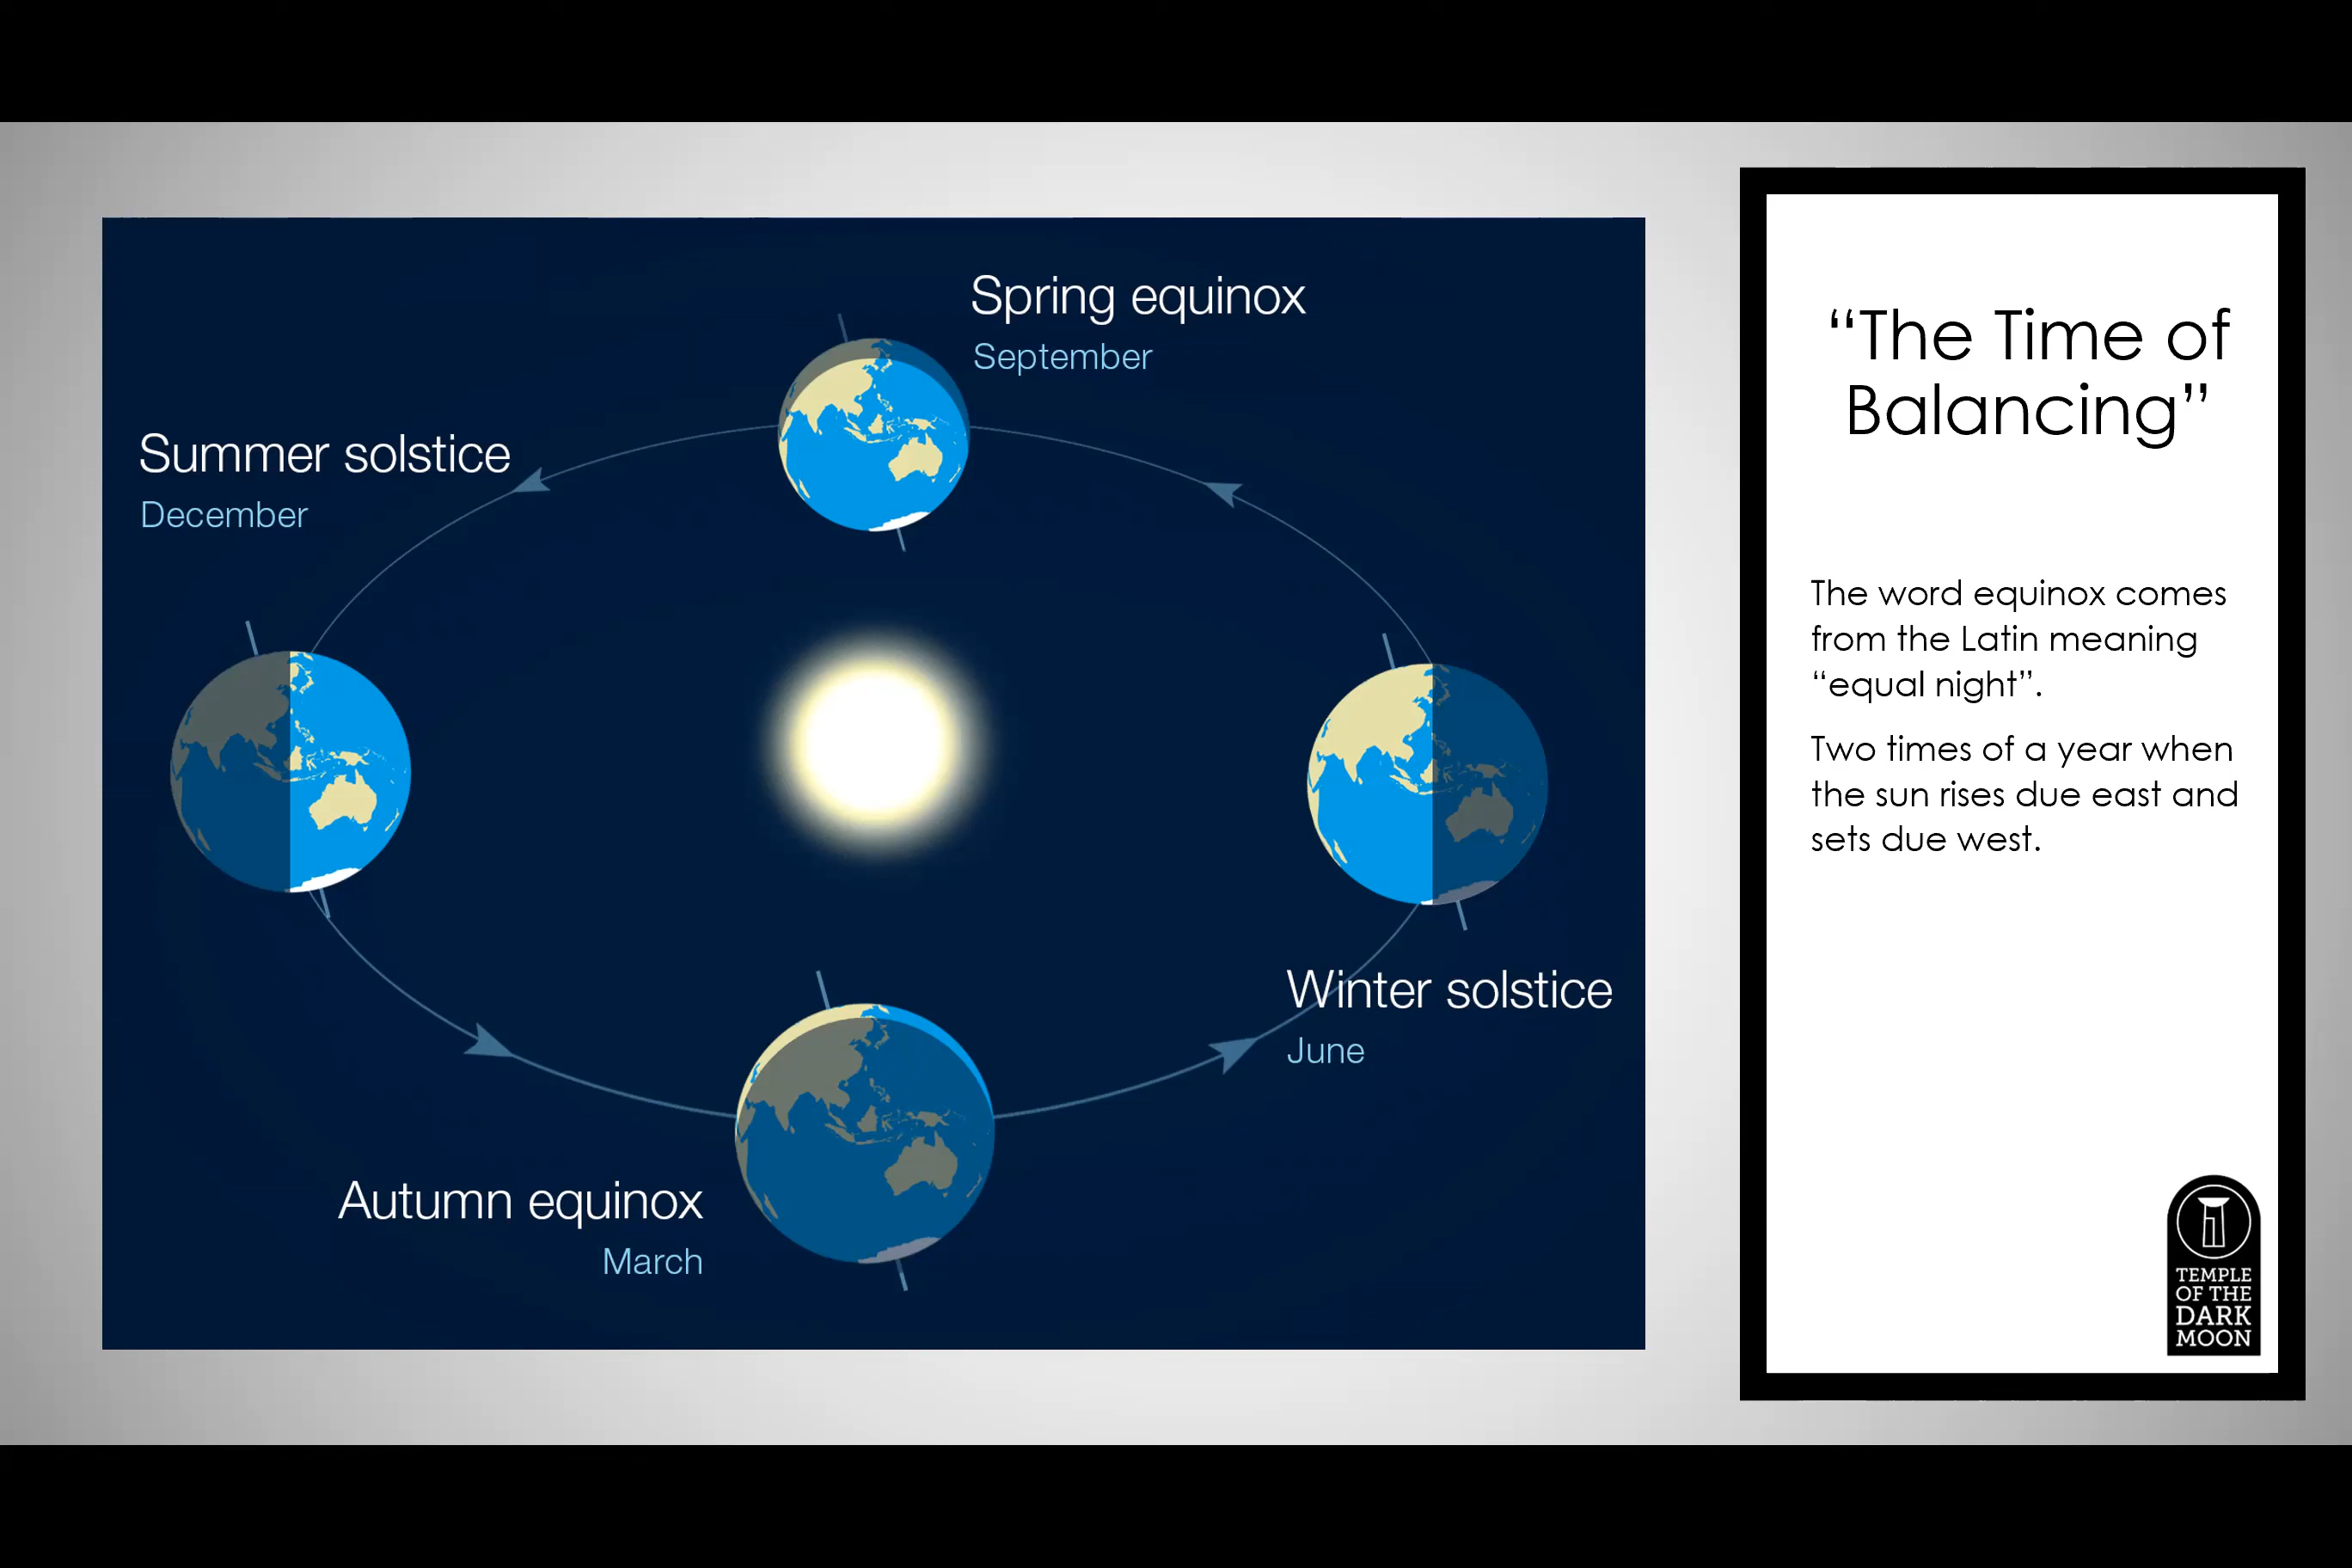 Spring equinox
September
Summer solstice
December
Winter solstice
June
Autumn equinox
March
“The Time of
Balancing”
The word equinox comes
from the Latin meaning
“equal night”.
Two times of a year when
the sun rises due east and
sets due west.
TEMPLE
OF THE
DARK
MOON